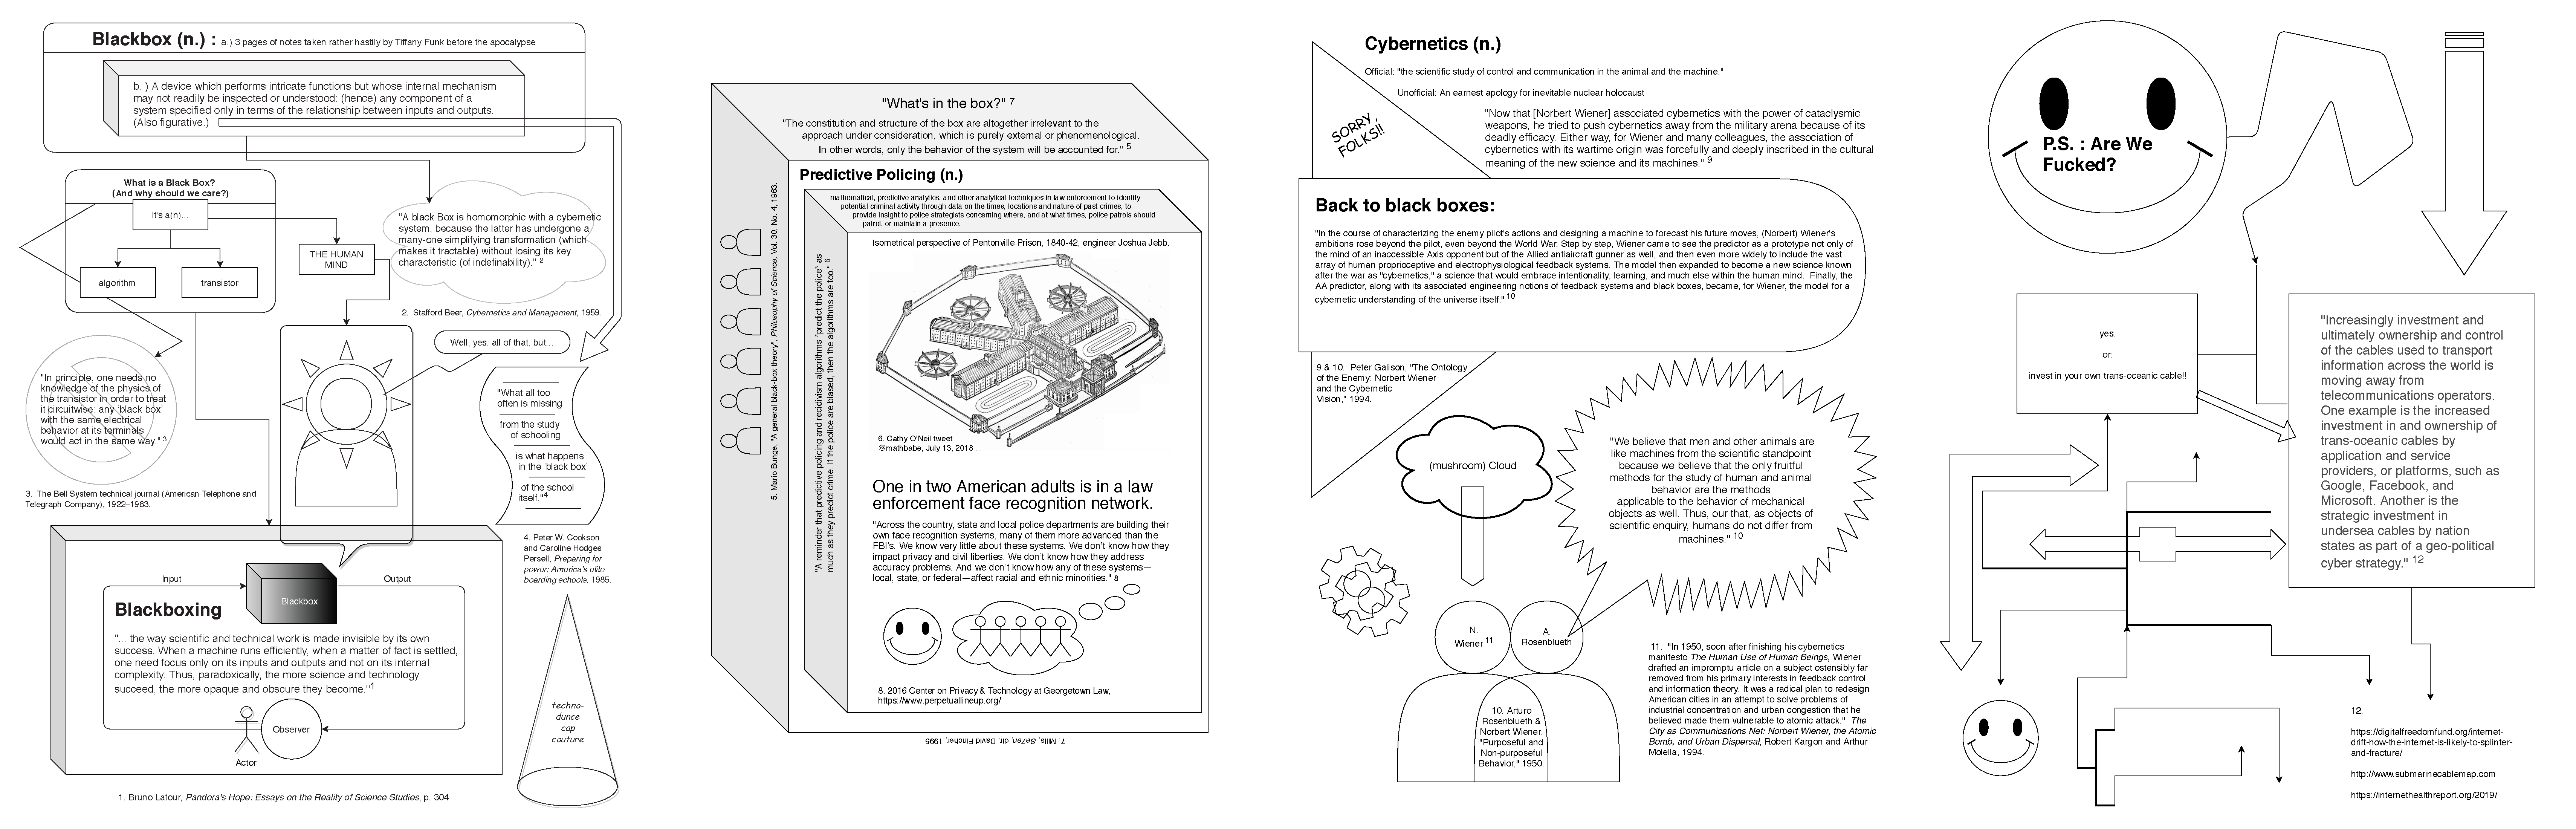 Blackbox (n.) : a.) 3 pages of notes taken rather hastily by Tiffany Funk before the apocalypse
b. ) A device which performs intricate functions but whose internal mechanism
may not readily be inspected or understood; (hence) any component of a
system specified only in terms of the relationship between inputs and outputs.
(Also figurative.)
What is a Black Box?
(And why should we care?)
It's a(n)...
algorithm
transistor
THE HUMAN
MIND
"A black Box is homomorphic with a cybernetic
system, because the latter has undergone a
many-one simplifying transformation (which
makes it tractable) without losing its key
characteristic (of indefinability)." 2
2. Stafford Beer, Cybernetics and Management, 1959.
Well, yes, all of that, but...
"In principle, one needs no
knowledge of the physics of
the transistor in order to treat
it circuitwise; any 'black box'
with the same electrical
behavior at its terminals
would act in the same way." 3
3. The Bell System technical journal (American Telephone and
Telegraph Company), 1922–1983.
"What all too
often is missing
from the study
of schooling
is what happens
in the 'black box'
of the school
itself."4
4. Peter W. Cookson
and Caroline Hodges
Persell, Preparing for
power: America's elite
boarding schools, 1985.
Input
Output
Blackbox
Blackboxing
"... the way scientific and technical work is made invisible by its own
success. When a machine runs efficiently, when a matter of fact is settled,
one need focus only on its inputs and outputs and not on its internal
complexity. Thus, paradoxically, the more science and technology
succeed, the more opaque and obscure they become."1
Observer
Actor
techno-
dunce
cap
couture
1. Bruno Latour, Pandora's Hope: Essays on the Reality of Science Studies, p. 304
"What's in the box?" 7
"The constitution and structure of the box are altogether irrelevant to the
approach under consideration, which is purely external or phenomenological.
In other words, only the behavior of the system will be accounted for." 5
5. Mario Bunge, "A general black-box theory", Philosophy of Science, Vol. 30, No. 4, 1963.
Predictive Policing (n.)
mathematical, predictive analytics, and other analytical techniques in law enforcement to identify
potential criminal activity through data on the times, locations and nature of past crimes, to
provide insight to police strategists concerning where, and at what times, police patrols should
patrol, or maintain a presence.
"A reminder that predictive policing and recidivism algorithms "predict the police" as
much as they predict crime. If the police are biased, then the algorithms are too." 6
Isometrical perspective of Pentonville Prison, 1840-42, engineer Joshua Jebb.
6. Cathy O'Neil tweet
@mathbabe, July 13, 2018
One in two American adults is in a law
enforcement face recognition network.
"Across the country, state and local police departments are building their
own face recognition systems, many of them more advanced than the
FBI's. We know very little about these systems. We don't know how they
impact privacy and civil liberties. We don't know how they address
accuracy problems. And we don't know how any of these systems—
local, state, or federal—affect racial and ethnic minorities." 8
8. 2016 Center on Privacy & Technology at Georgetown Law,
https://www.perpetuallineup.org/
7. Mills, Se7en, dir. David Fincher, 1995
Cybernetics (n.)
Official: "the scientific study of control and communication in the animal and the machine."
Unofficial: An earnest apology for inevitable nuclear holocaust
SORRY,
FOLKS!!
"Now that [Norbert Wiener] associated cybernetics with the power of cataclysmic
weapons, he tried to push cybernetics away from the military arena because of its
deadly efficacy. Either way, for Wiener and many colleagues, the association of
cybernetics with its wartime origin was forcefully and deeply inscribed in the cultural
meaning of the new science and its machines." 9
Back to black boxes:
"In the course of characterizing the enemy pilot's actions and designing a machine to forecast his future moves, (Norbert) Wiener's
ambitions rose beyond the pilot, even beyond the World War. Step by step, Wiener came to see the predictor as a prototype not only of
the mind of an inaccessible Axis opponent but of the Allied antiaircraft gunner as well, and then even more widely to include the vast
array of human proprioceptive and electrophysiological feedback systems. The model then expanded to become a new science known
after the war as "cybernetics," a science that would embrace intentionality, learning, and much else within the human mind. Finally, the
AA predictor, along with its associated engineering notions of feedback systems and black boxes, became, for Wiener, the model for a
cybernetic understanding of the universe itself." 10
9 & 10. Peter Galison, "The Ontology
of the Enemy: Norbert Wiener
and the Cybernetic
Vision," 1994.
(mushroom) Cloud
"We believe that men and other animals are
like machines from the scientific standpoint
because we believe that the only fruitful
methods for the study of human and animal
behavior are the methods
applicable to the behavior of mechanical
objects as well. Thus, our that, as objects of
scientific enquiry, humans do not differ from
machines." 10
N.
Wiener 11
A.
Rosenblueth
10. Arturo
Rosenblueth &
Norbert Wiener,
"Purposeful and
Non-purposeful
Behavior," 1950.
11. "In 1950, soon after finishing his cybernetics
manifesto The Human Use of Human Beings, Wiener
drafted an impromptu article on a subject ostensibly far
removed from his primary interests in feedback control
and information theory. It was a radical plan to redesign
American cities in an attempt to solve problems of
industrial concentration and urban congestion that he
believed made them vulnerable to atomic attack." The
City as Communications Net: Norbert Wiener, the Atomic
Bomb, and Urban Dispersal, Robert Kargon and Arthur
Molella, 1994.
P.S. : Are We
Fucked?
yes.
or:
invest in your own trans-oceanic cable!!
"Increasingly investment and
ultimately ownership and control
of the cables used to transport
information across the world is
moving away from
telecommunications operators.
One example is the increased
investment in and ownership of
trans-oceanic cables by
application and service
providers, or platforms, such as
Google, Facebook, and
Microsoft. Another is the
strategic investment in
undersea cables by nation
states as part of a geo-political
cyber strategy." 12
12.
https://digitalfreedomfund.org/internet-
drift-how-the-internet-is-likely-to-splinter-
and-fracture/
http://www.submarinecablemap.com
https://internethealthreport.org/2019/